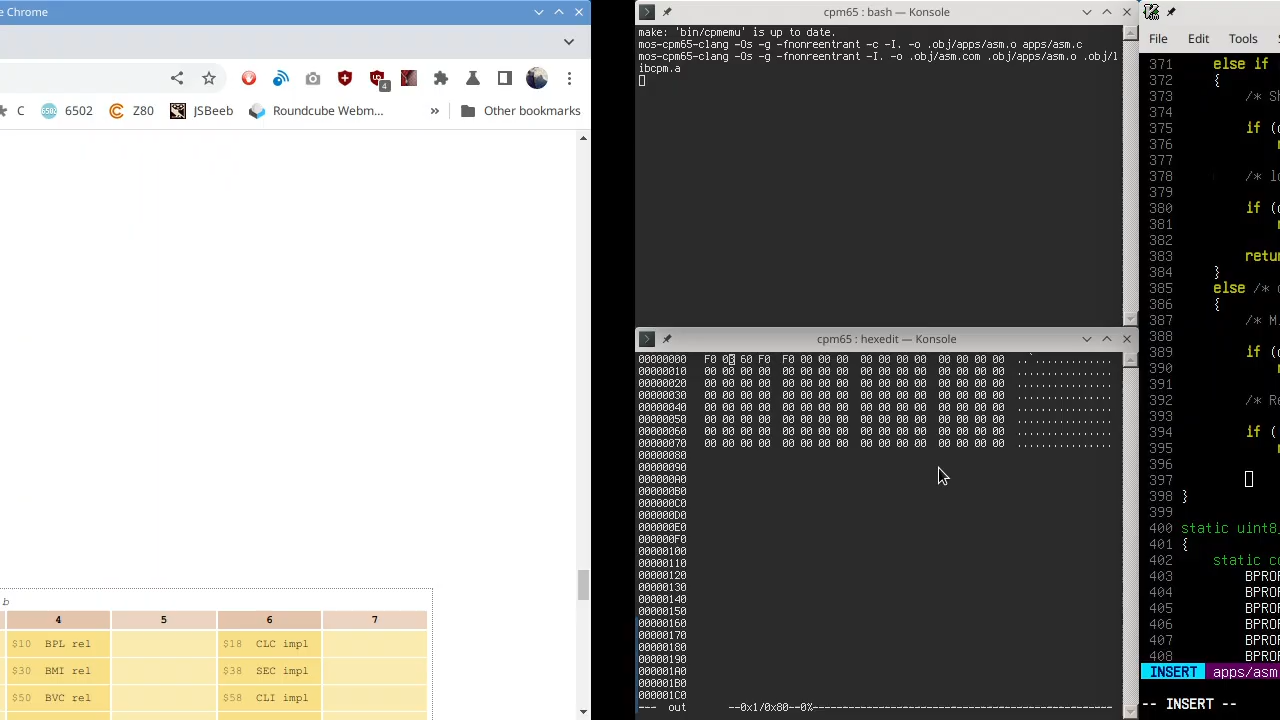 e Chrome
4
C
6502
Z80
JSBeeb
Roundcube Webm...
»
Other bookmarks
b
4 5 6 7
$10 BPL rel $18 CLC impl
$30 BMI rel $38 SEC impl
$50 BVC rel $58 CLI impl
cpm65 : bash — Konsole
make: 'bin/cpmemu' is up to date.
mos-cpm65-clang -Os -g -fnonreentrant -c -I. -o .obj/apps/asm.o apps/asm.c
mos-cpm65-clang -Os -g -fnonreentrant -I. -o .obj/asm.com .obj/apps/asm.o .obj/l
ibcpm.a
cpm65 : hexedit — Konsole
00000000 F0 03 60 F0 F0 00 00 00 00 00 00 00 00 00 00 00 ..`.............
00000010 00 00 00 00 00 00 00 00 00 00 00 00 00 00 00 00 ................
00000020 00 00 00 00 00 00 00 00 00 00 00 00 00 00 00 00 ................
00000030 00 00 00 00 00 00 00 00 00 00 00 00 00 00 00 00 ................
00000040 00 00 00 00 00 00 00 00 00 00 00 00 00 00 00 00 ................
00000050 00 00 00 00 00 00 00 00 00 00 00 00 00 00 00 00 ................
00000060 00 00 00 00 00 00 00 00 00 00 00 00 00 00 00 00 ................
00000070 00 00 00 00 00 00 00 00 00 00 00 00 00 00 00 00 ................
00000080
00000090
000000A0
000000B0
000000C0
000000D0
000000E0
000000F0
00000100
00000110
00000120
00000130
00000140
00000150
00000160
00000170
00000180
00000190
000001A0
000001B0
000001C0
--- out --0x1/0x80--0%--------------------------------------------------
File Edit Tools S
371 else if
372 {
373 /* Sh
374
375 if (
376
377
378 /* lo
379
380 if (
381
382
383 retur
384 }
385 else /*
386 {
387 /* M
388
389 if (
390
391
392 /* Re
393
394 if (
395
396
397
398 }
399
400 static uint8_
401 {
402 static co
403 BPROP
404 BPROP
405 BPROP
406 BPROP
407 BPROP
408 BPROP
INSERT apps/asm
-- INSERT --